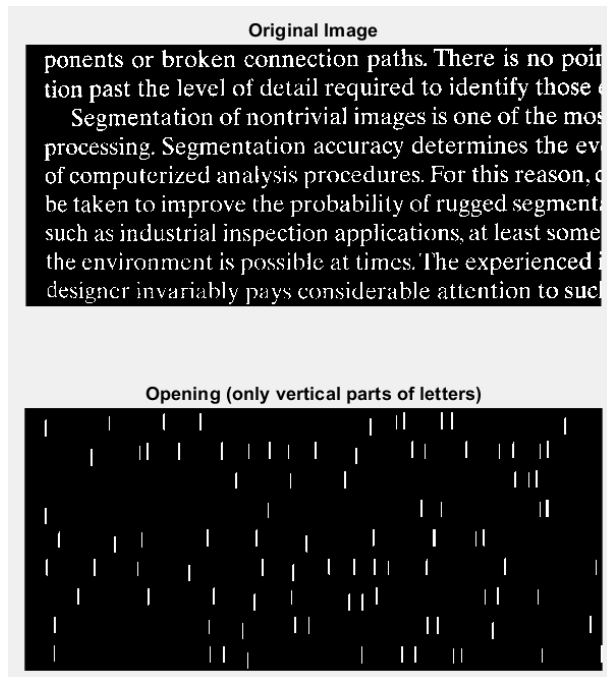 Original Image
ponents or broken connection paths. There is no poin
tion past the level of detail required to identify those
Segmentation of nontrivial images is one of the mos
processing. Segmentation accuracy determines the ev
of computerized analysis procedures. For this reason, c
be taken to improve the probability of rugged segmenta
such as industrial inspection applications, at least some
the environment is possible at times. The experienced i
designer invariably pays considerable attention to such
Opening (only vertical parts of letters)